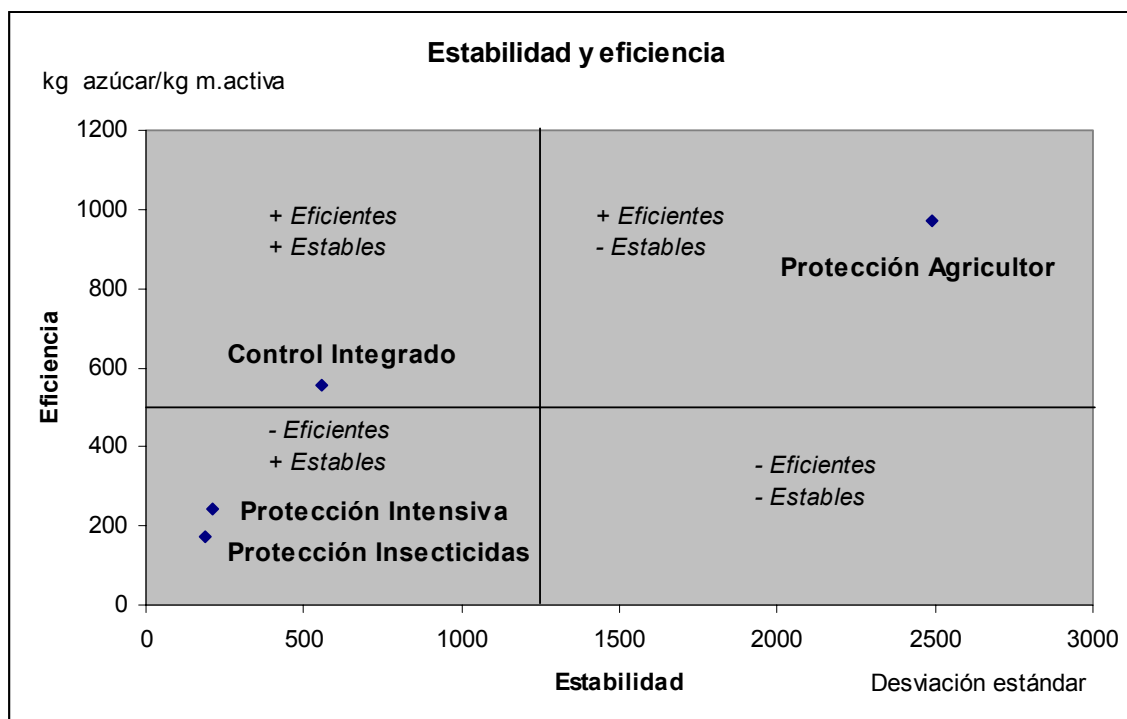 Estabilidad y eficiencia
kg azúcar/kg m.activa
Eficiencia
1200
1000
800
600
400
200
0
+ Eficientes
+ Estables
+ Eficientes
- Estables
Protección Agricultor
Control Integrado
- Eficientes
+ Estables
- Eficientes
- Estables
Protección Intensiva
Protección Insecticidas
0 500 1000 1500 2000 2500 3000
Estabilidad
Desviación estándar